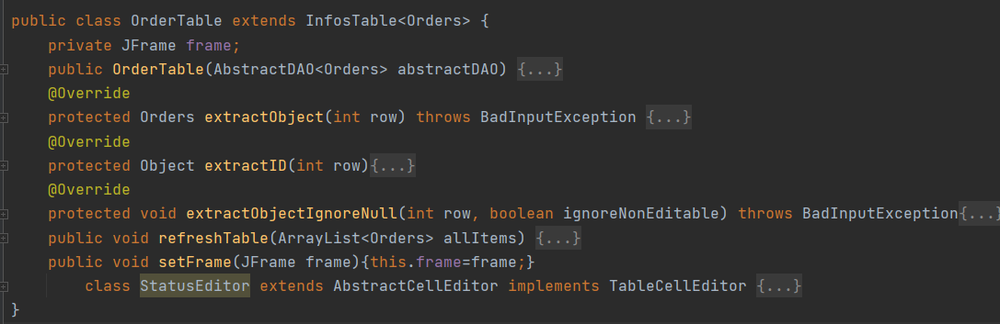 public class OrderTable extends InfosTable<Orders> {
private JFrame frame;
public OrderTable(AbstractDAO<Orders> abstractDAO) {...}
@Override
protected Orders extractObject(int row) throws BadInputException {...}
@Override
protected Object extractID(int row){...}
@Override
protected void extractObjectIgnoreNull(int row, boolean ignoreNonEditable) throws BadInputException{...}
public void refreshTable(ArrayList<Orders> allItems) {...}
public void setFrame(JFrame frame){this.frame=frame;}
class StatusEditor extends AbstractCellEditor implements TableCellEditor {...}
}